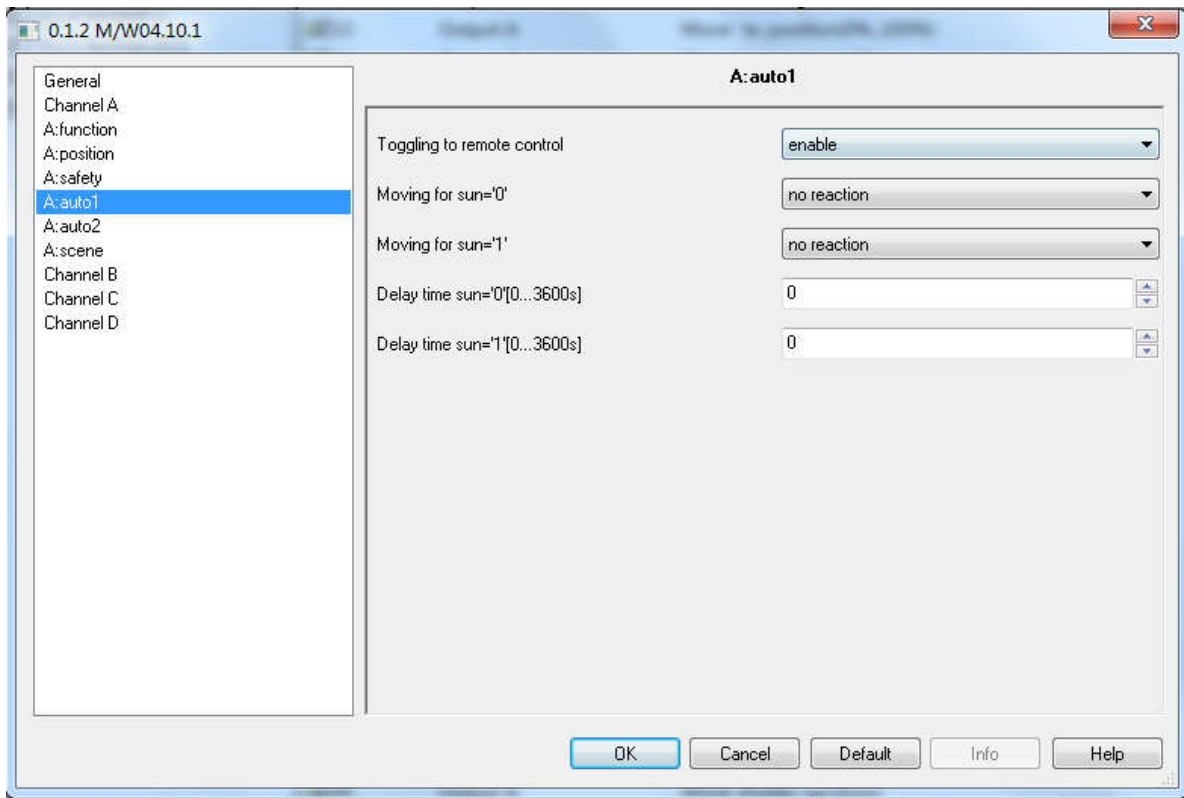 0.1.2 M/W04.10.1
General
Channel A
A:function
A:position
A:safety
A:auto1
A:auto2
A:scene
Channel B
Channel C
Channel D
A:auto1
Toggling to remote control enable
Moving for sun='0' no reaction
Moving for sun='1' no reaction
Delay time sun='0'[0...3600s] 0
Delay time sun='1'[0...3600s] 0
OK Cancel Default Info Help